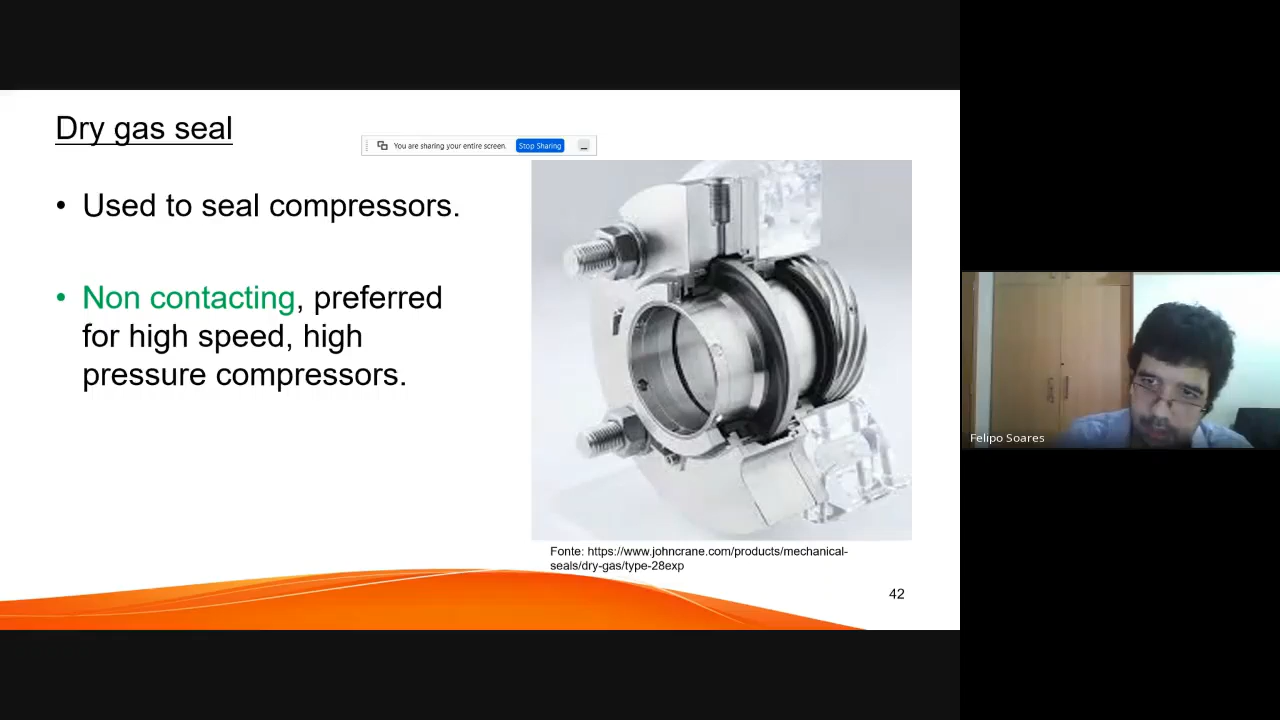 Dry gas seal
You are sharing your entire screen.
Stop Sharing
• Used to seal compressors.
• Non contacting, preferred
for high speed, high
pressure compressors.
Fonte: https://www.johncrane.com/products/mechanical-
seals/dry-gas/type-28exp
42
Felipo Soares